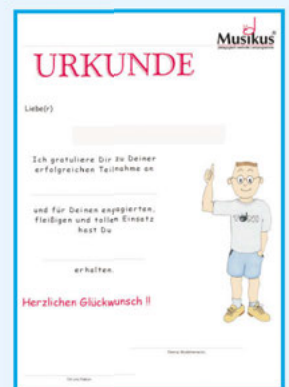 Musikus
URKUNDE
Liebe(r)
Ich gratuliere Dir zu Deiner
erfolgreichen Teilnahme an
und für Deinen engagierten,
fleißigen und tollen Einsatz
hast Du
erhalten.
Herzlichen Glückwunsch !!